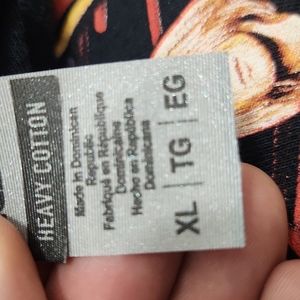 HEAVY COTTON
Made in Dominican
Republic
Fabriqué en République
Dominicaine
Hecho en República
Dominicana
XL | TG | EG